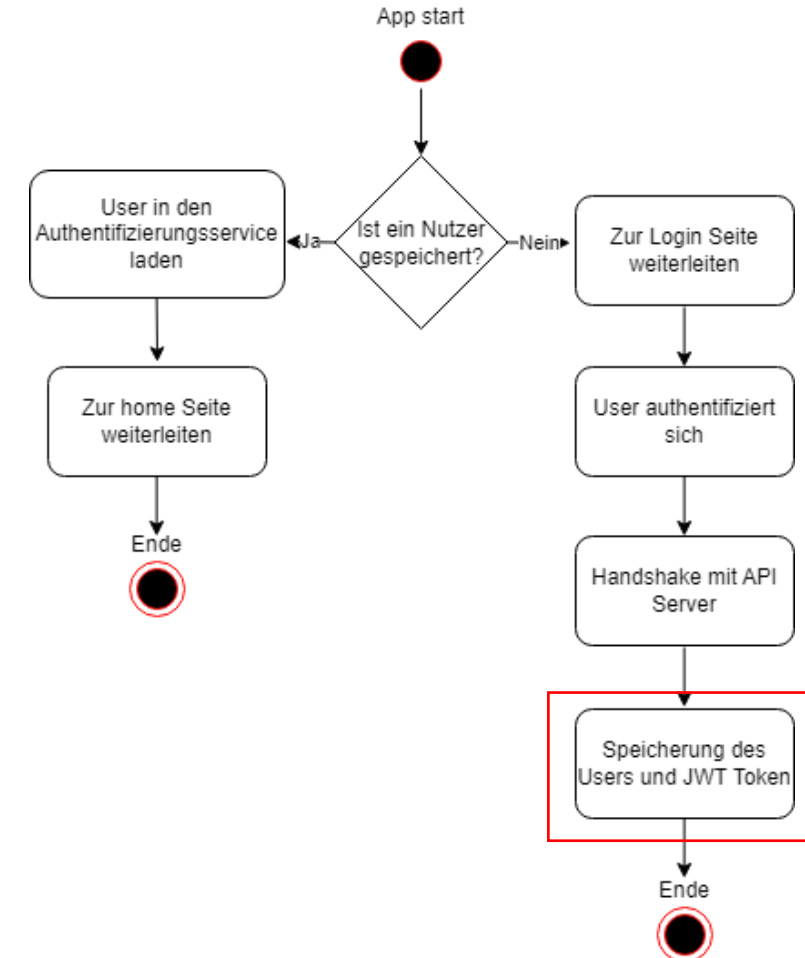 App start
Ist ein Nutzer
gespeichert?
Ja
Nein
User in den
Authentifizierungsservice
laden
Zur home Seite
weiterleiten
Ende
Zur Login Seite
weiterleiten
User authentifiziert
sich
Handshake mit API
Server
Speicherung des
Users und JWT Token
Ende